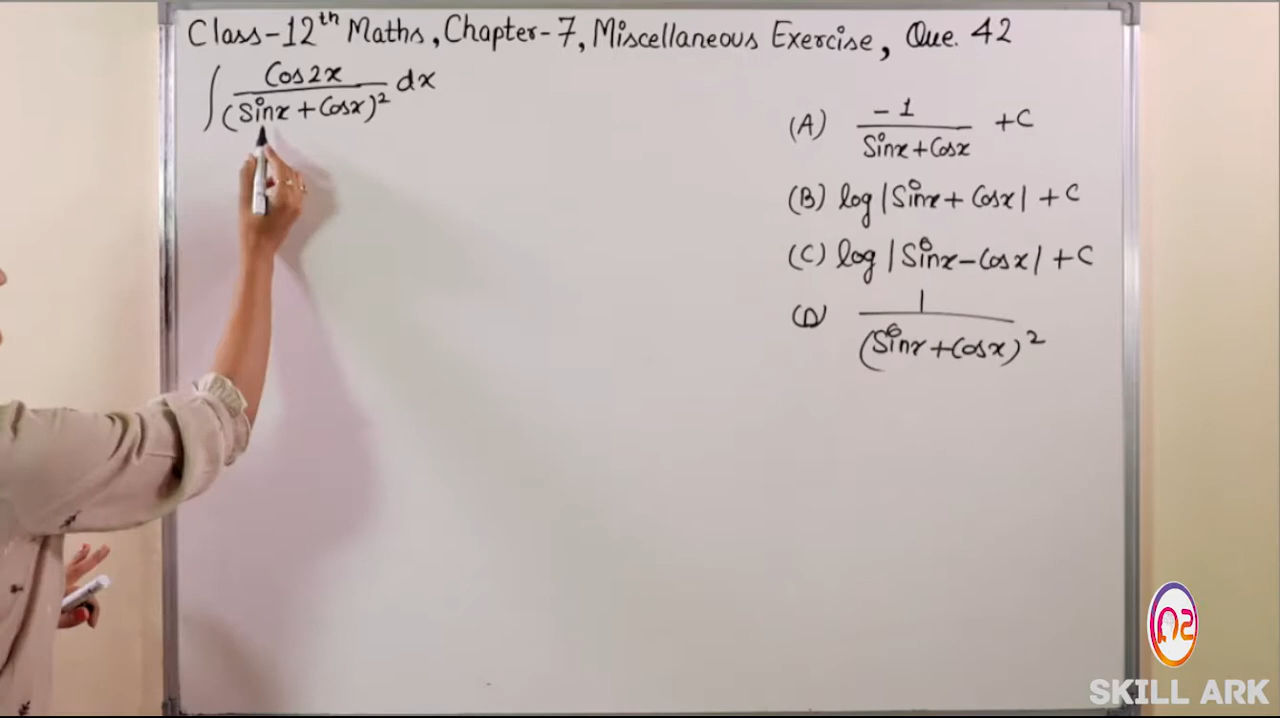 Class-12th Maths, Chapter-7, Miscellaneous Exercise, Que. 42
∫ Cos2x / (Sinx + Cosx)² dx
(A) -1 / Sinx + Cosx + C
(B) log |Sinx + Cosx| + C
(C) log |Sinx - Cosx| + C
(D) 1 / (Sinx + Cosx)²
SKILL ARK